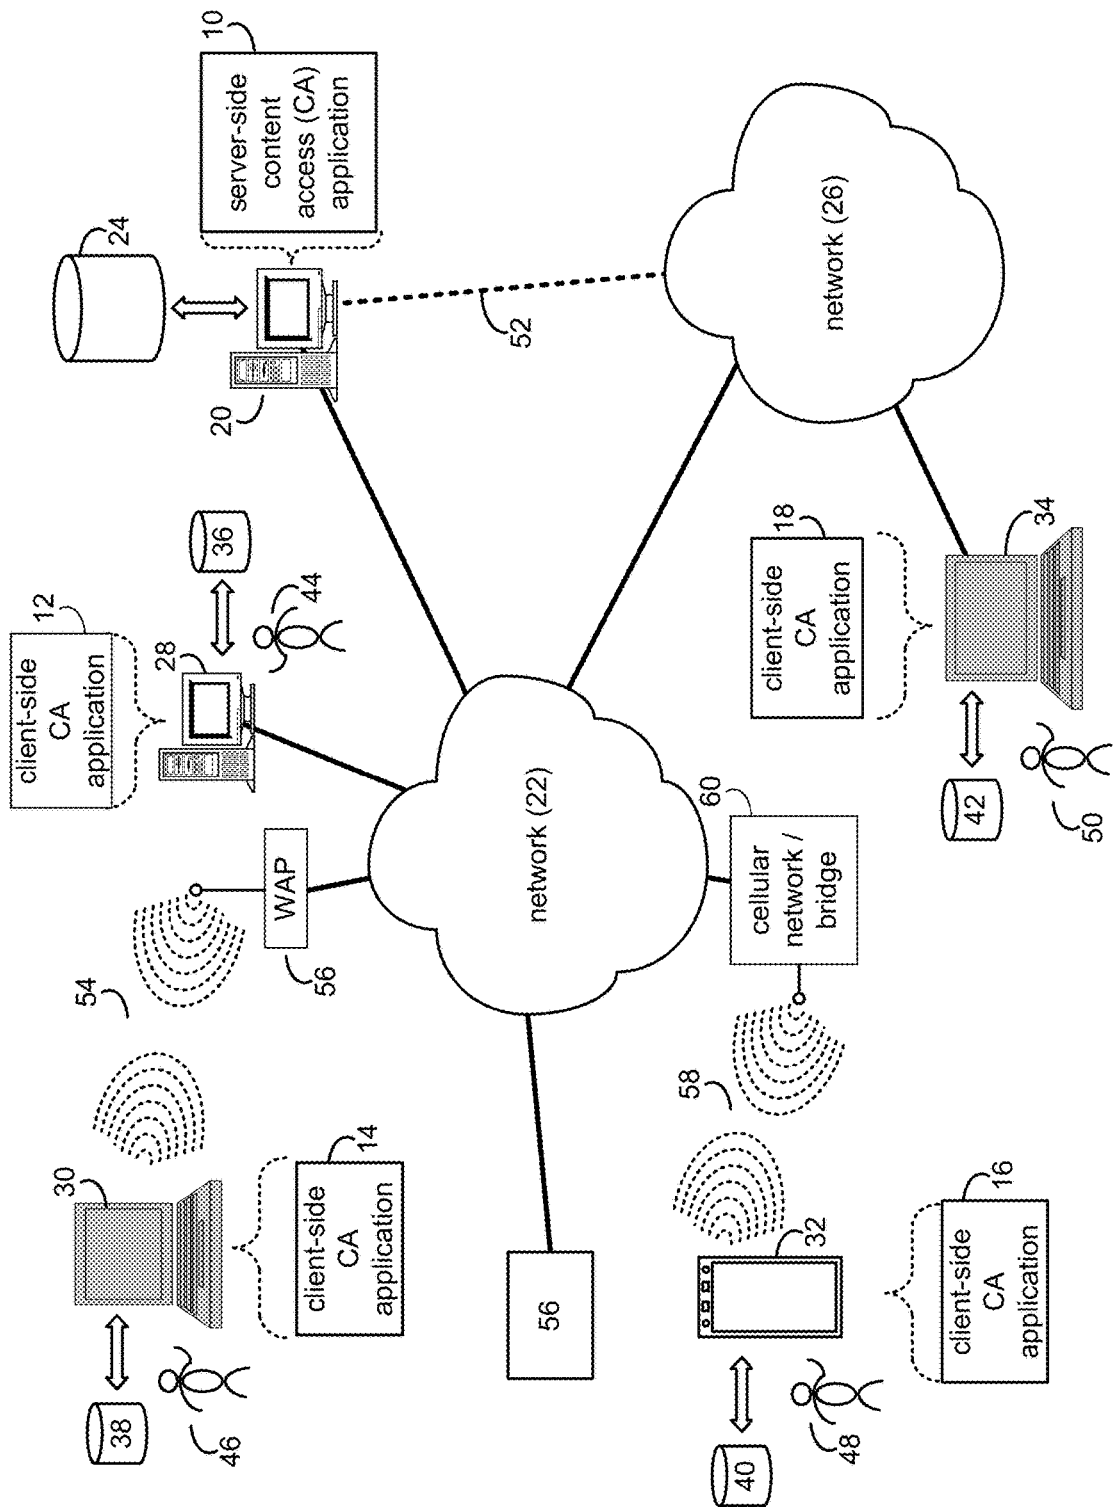 38
46
30
client-side
CA
application
14
54
WAP
56
client-side
CA
application
12
28
36
44
24
20
server-side
content
access (CA)
application
10
56
network (22)
52
40
48
32
client-side
CA
application
16
58
cellular
network /
bridge
60
client-side
CA
application
18
42
50
34
network (26)